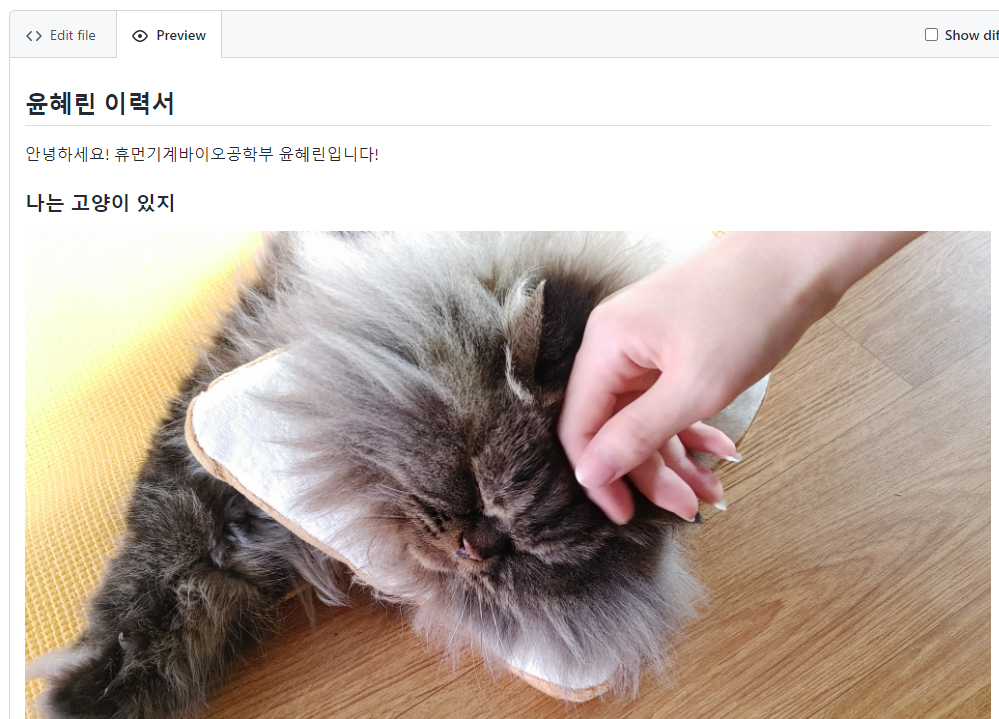 Edit file
Preview
Show dif
윤혜린 이력서
안녕하세요! 휴먼기계바이오공학부 윤혜린입니다!
나는 고양이 있지